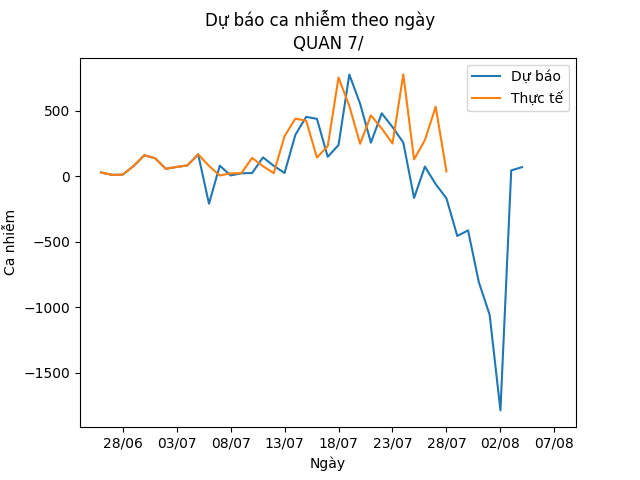 Dự báo ca nhiễm theo ngày
QUAN 7/
Dự báo
Thực tế
Ca nhiễm
500
0
−500
−1000
−1500
28/06 03/07 08/07 13/07 18/07 23/07 28/07 02/08 07/08
Ngày